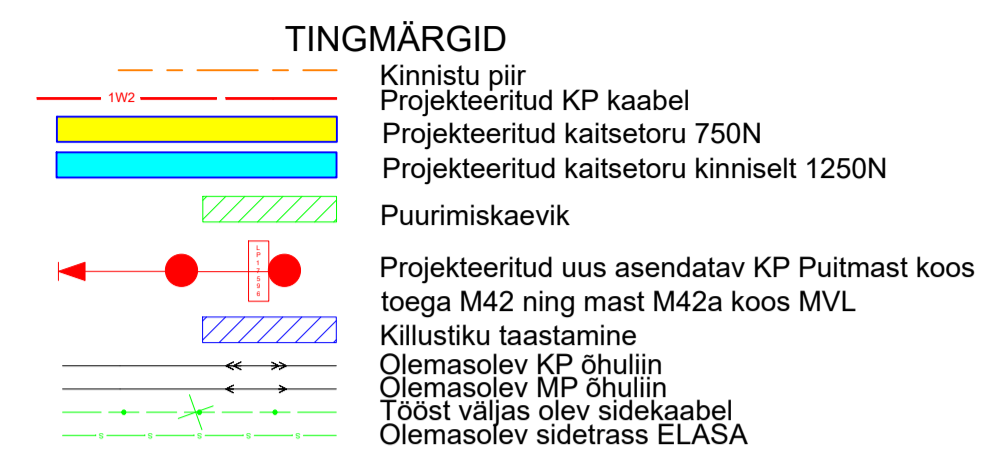 TINGMÄRGID
Kinnistu piir
1W2
Projekteeritud KP kaabel
Projekteeritud kaitsetoru 750N
Projekteeritud kaitsetoru kinniselt 1250N
Puurimiskaevik
LP17596
Projekteeritud uus asendatav KP Puitmast koos
toega M42 ning mast M42a koos MVL
Killustiku taastamine
Olemasolev KP õhuliin
Olemasolev MP õhuliin
Tööst väljas olev sidekaabel
S S S S S
Olemasolev sidetrass ELASA